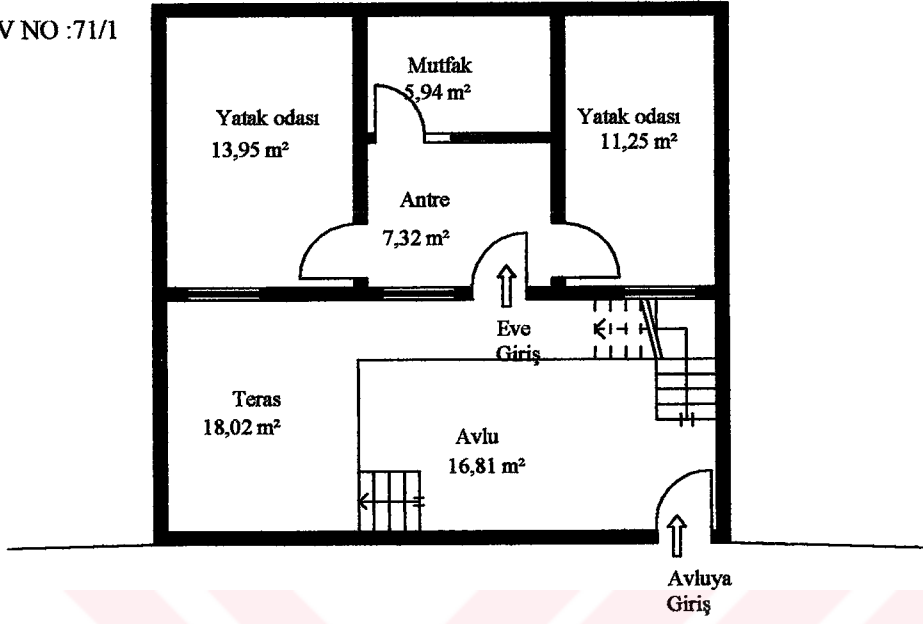 V NO :71/1
Mutfak
5,94 m²
Yatak odası
13,95 m²
Yatak odası
11,25 m²
Antre
7,32 m²
Eve
Giriş
Teras
18,02 m²
Avlu
16,81 m²
Avluya
Giriş